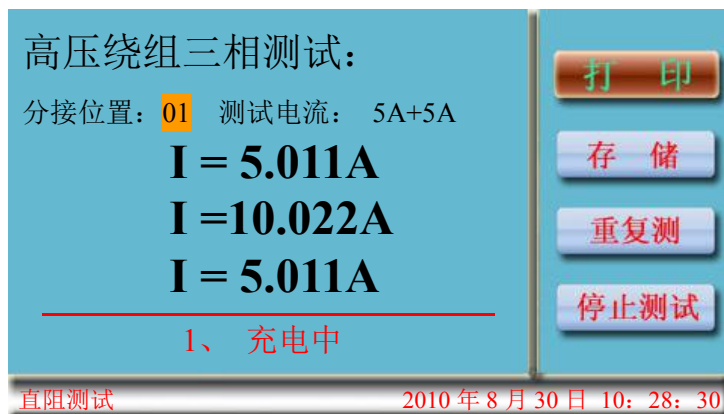 高压绕组三相测试：
分接位置：01 测试电流： 5A+5A
I = 5.011A
I =10.022A
I = 5.011A
1、 充电中
打 印
存 储
重复测
停止测试
直阻测试 2010 年 8 月 30 日 10：28：30